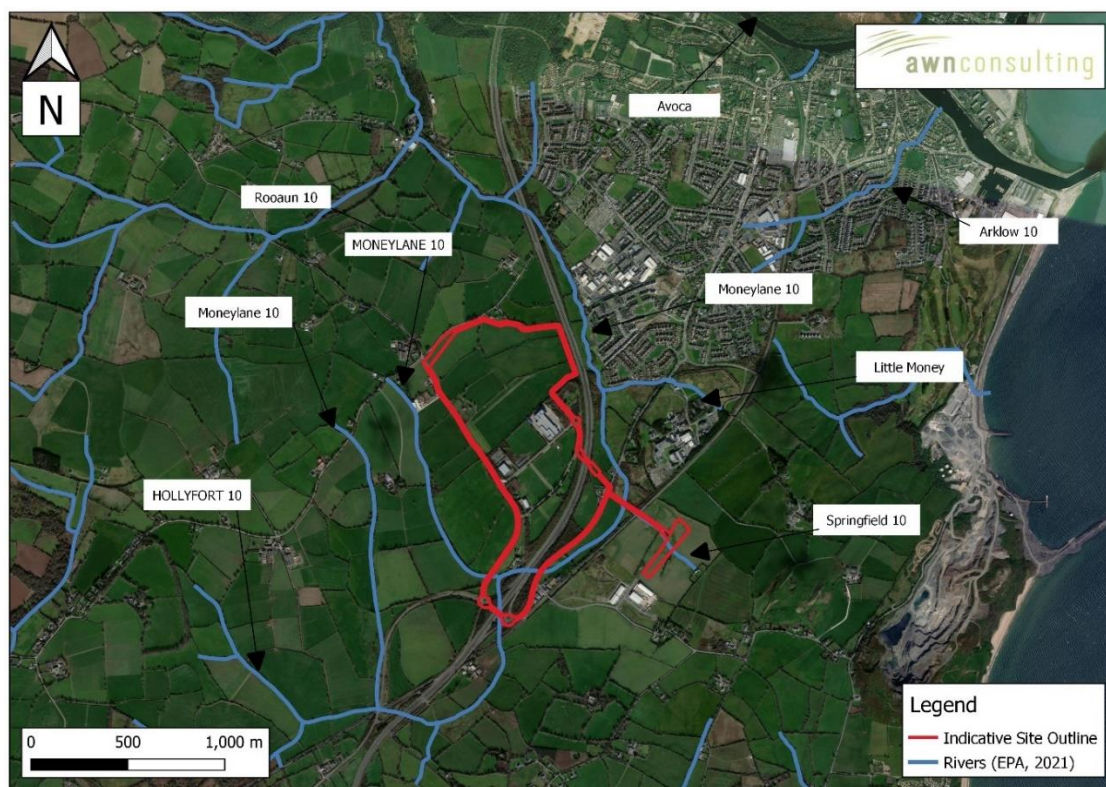 N
awnconsulting
Avoca
Rooaun 10
MONEYLANE 10
Arklow 10
Moneylane 10
Moneylane 10
Little Money
HOLLYFORT 10
Springfield 10
Legend
Indicative Site Outline
Rivers (EPA, 2021)
0 500 1,000 m